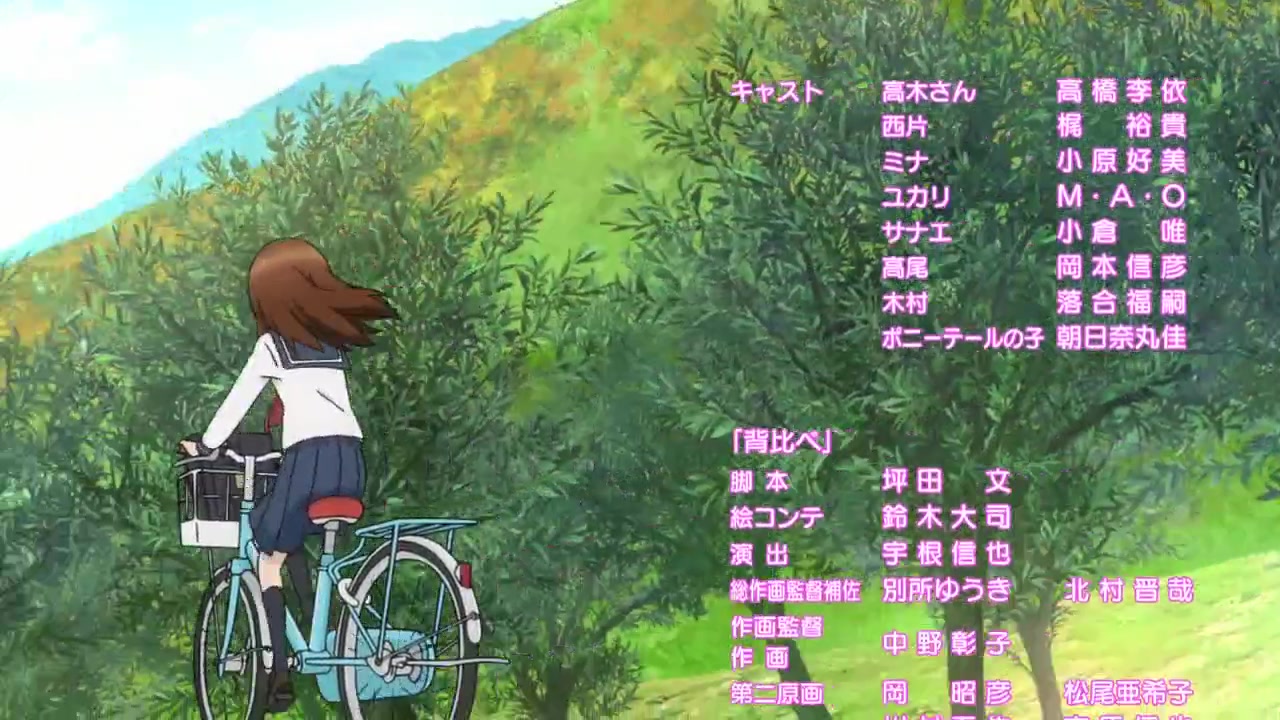 キャスト 高木さん 高橋李依
西片 梶 裕貴
ミナ 小原好美
ユカリ M・A・O
サナエ 小倉 唯
高尾 岡本信彦
木村 落合福嗣
ポニーテールの子 朝日奈丸佳
「背比べ」
脚本 坪田 文
絵コンテ 鈴木大司
演出 宇根信也
総作画監督補佐 別所ゆうき 北村晋哉
作画監督
作画 中野彰子
第二原画 岡 昭彦 松尾亜希子